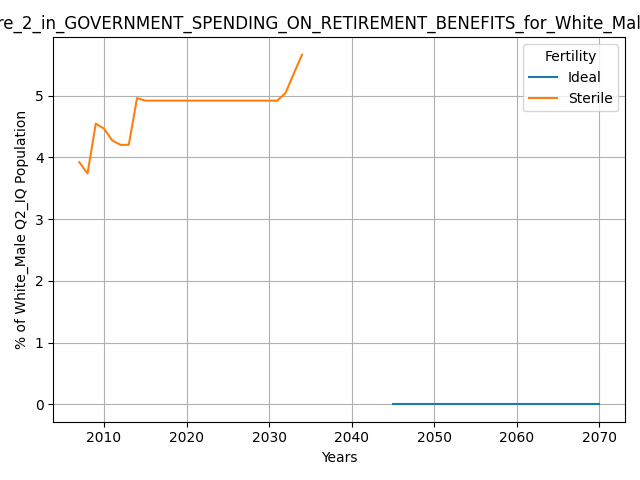 re_2_in_GOVERNMENT_SPENDING_ON_RETIREMENT_BENEFITS_for_White_Mal
Fertility
Ideal
Sterile
% of White_Male Q2_IQ Population
5
4
3
2
1
0
2010 2020 2030 2040 2050 2060 2070
Years